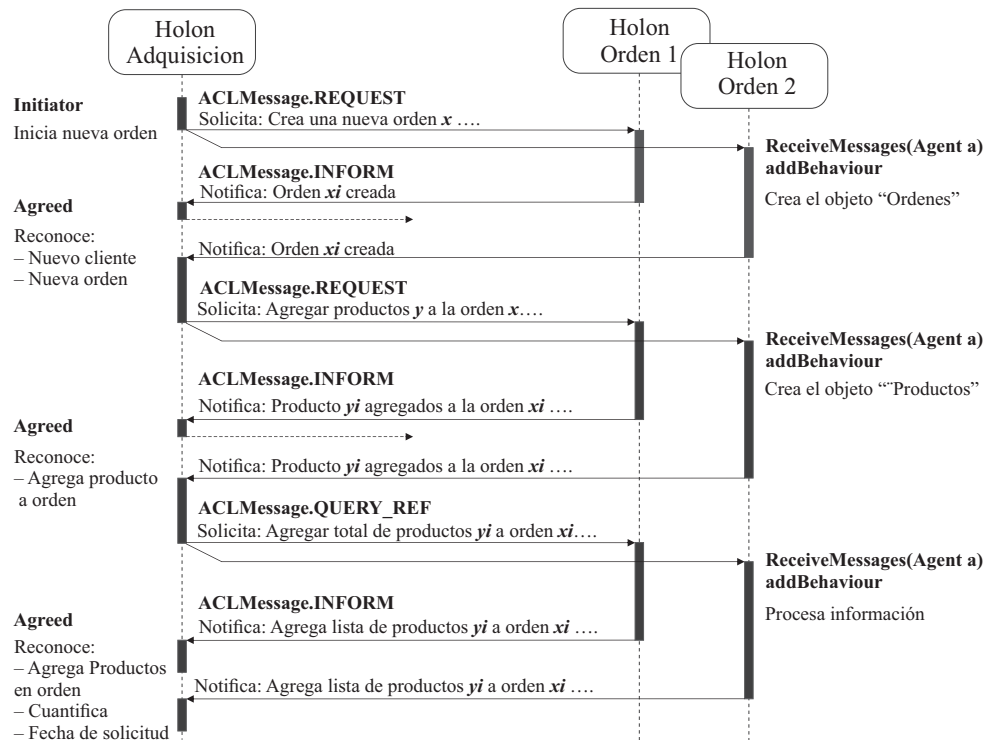 Holon
Adquisicion
Holon
Orden 1
Holon
Orden 2
Initiator
Inicia nueva orden
ACLMessage.REQUEST
Solicita: Crea una nueva orden x ….
ReceiveMessages(Agent a)
addBehaviour
Crea el objeto “Ordenes”
ACLMessage.INFORM
Notifica: Orden xi creada
Agreed
Reconoce:
– Nuevo cliente
– Nueva orden
Notifica: Orden xi creada
ACLMessage.REQUEST
Solicita: Agregar productos y a la orden x….
ReceiveMessages(Agent a)
addBehaviour
Crea el objeto “¨Productos”
ACLMessage.INFORM
Notifica: Producto yi agregados a la orden xi ….
Agreed
Reconoce:
– Agrega producto
a orden
Notifica: Producto yi agregados a la orden xi ….
ACLMessage.QUERY_REF
Solicita: Agregar total de productos yi a orden xi….
ReceiveMessages(Agent a)
addBehaviour
Procesa información
ACLMessage.INFORM
Notifica: Agrega lista de productos yi a orden xi ….
Agreed
Reconoce:
– Agrega Productos
en orden
– Cuantifica
– Fecha de solicitud
Notifica: Agrega lista de productos yi a orden xi ….